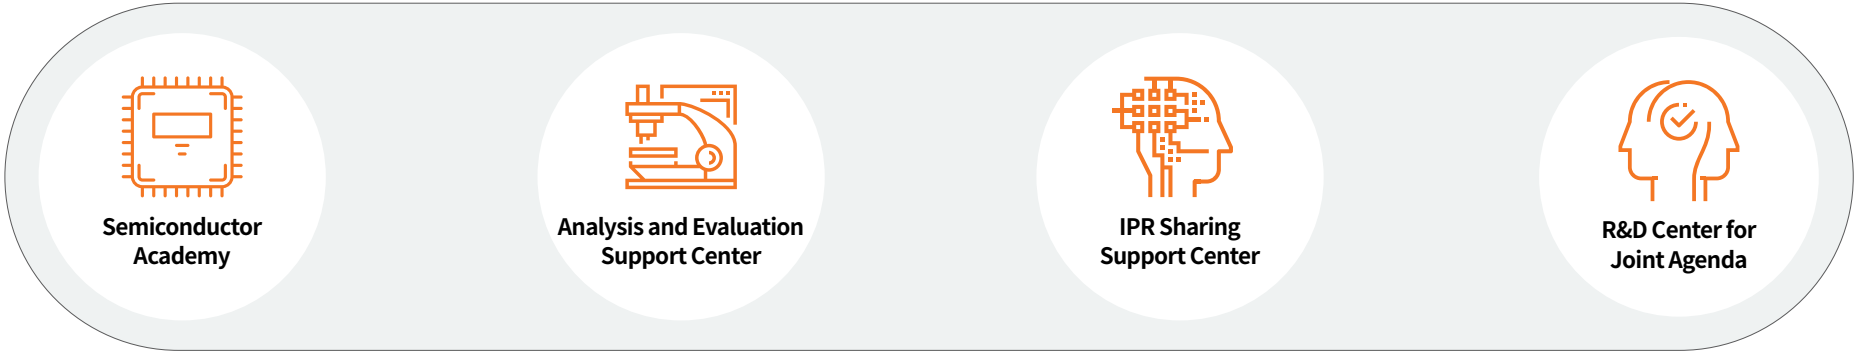 Semiconductor
Academy
Analysis and Evaluation
Support Center
IPR Sharing
Support Center
R&D Center for
Joint Agenda